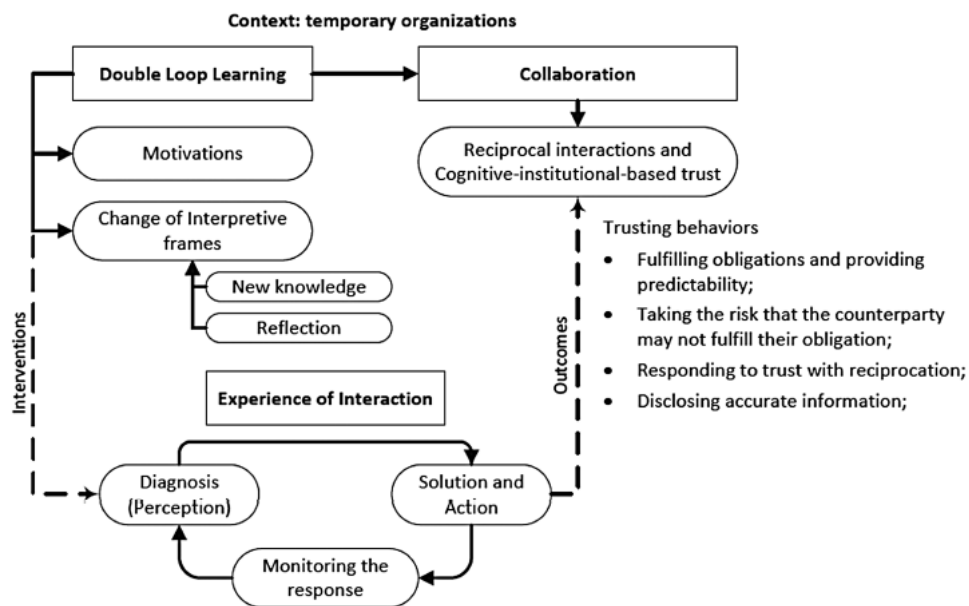 Context: temporary organizations
Double Loop Learning
Collaboration
Motivations
Reciprocal interactions and
Cognitive-institutional-based trust
Change of Interpretive
frames
New knowledge
Reflection
Trusting behaviors
• Fulfilling obligations and providing
predictability;
• Taking the risk that the counterparty
may not fulfill their obligation;
• Responding to trust with reciprocation;
• Disclosing accurate information;
Interventions
Outcomes
Experience of Interaction
Diagnosis
(Perception)
Solution and
Action
Monitoring the
response